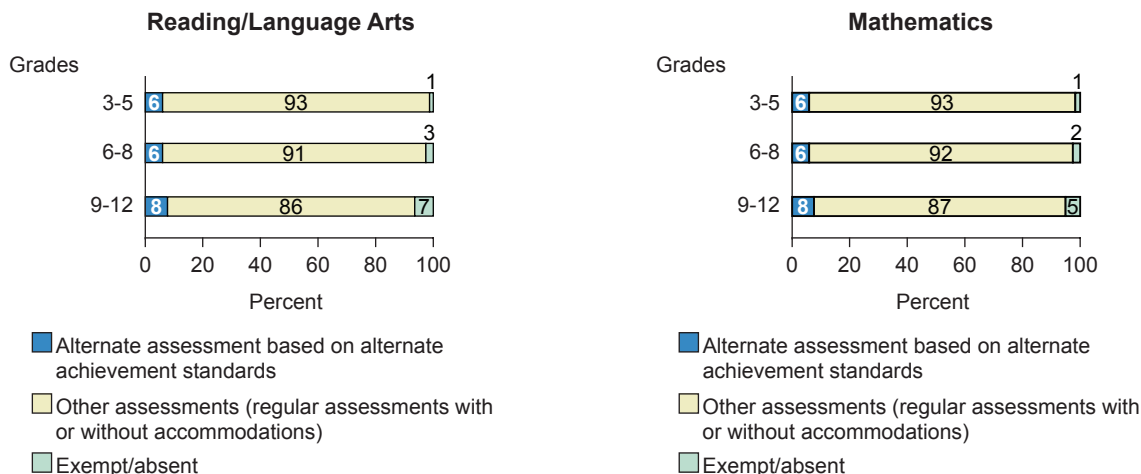 Reading/Language Arts
Grades
1
3-5 6 93
3
6-8 6 91
9-12 8 86 7
0 20 40 60 80 100
Percent
Alternate assessment based on alternate
achievement standards
Other assessments (regular assessments with
or without accommodations)
Exempt/absent
Mathematics
Grades
1
3-5 6 93
2
6-8 6 92
9-12 8 87 5
0 20 40 60 80 100
Percent
Alternate assessment based on alternate
achievement standards
Other assessments (regular assessments with
or without accommodations)
Exempt/absent